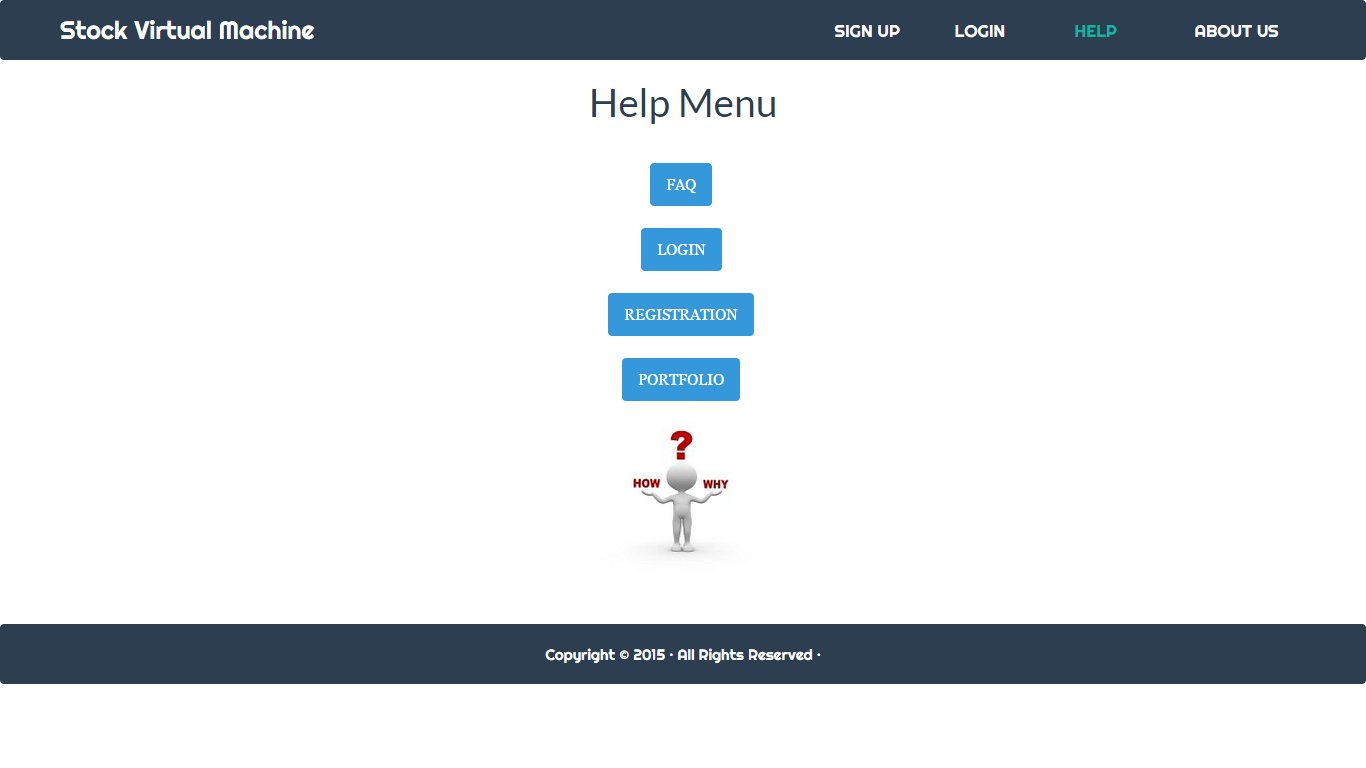 Stock Virtual Machine SIGN UP LOGIN HELP ABOUT US
Help Menu
FAQ
LOGIN
REGISTRATION
PORTFOLIO
?
HOW WHY
Copyright © 2015 · All Rights Reserved ·